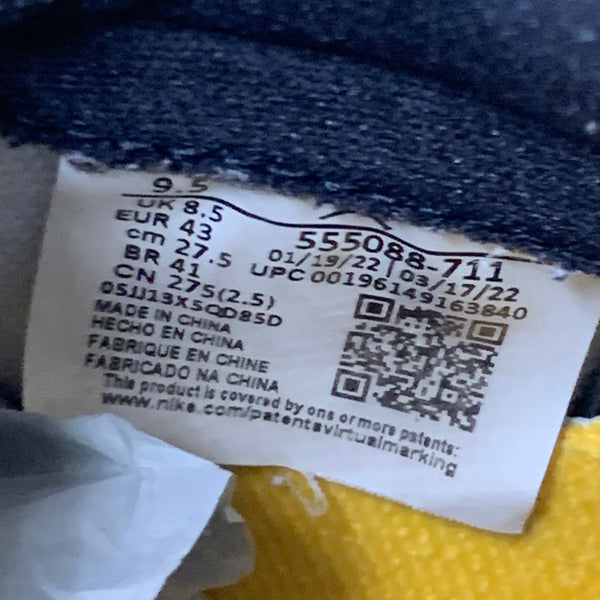 9.5
UK 8.5
EUR 43
cm 27.5
BR 41
CN 275(2.5)
05JJ13X5QD85D
555088-711
01/19/22 | 03/17/22
UPC 00196149163840
MADE IN CHINA
HECHO EN CHINA
FABRIQUE EN CHINE
FABRICADO NA CHINA
This product is covered by one or more patents:
www.nike.com/patentsvirtualmarking